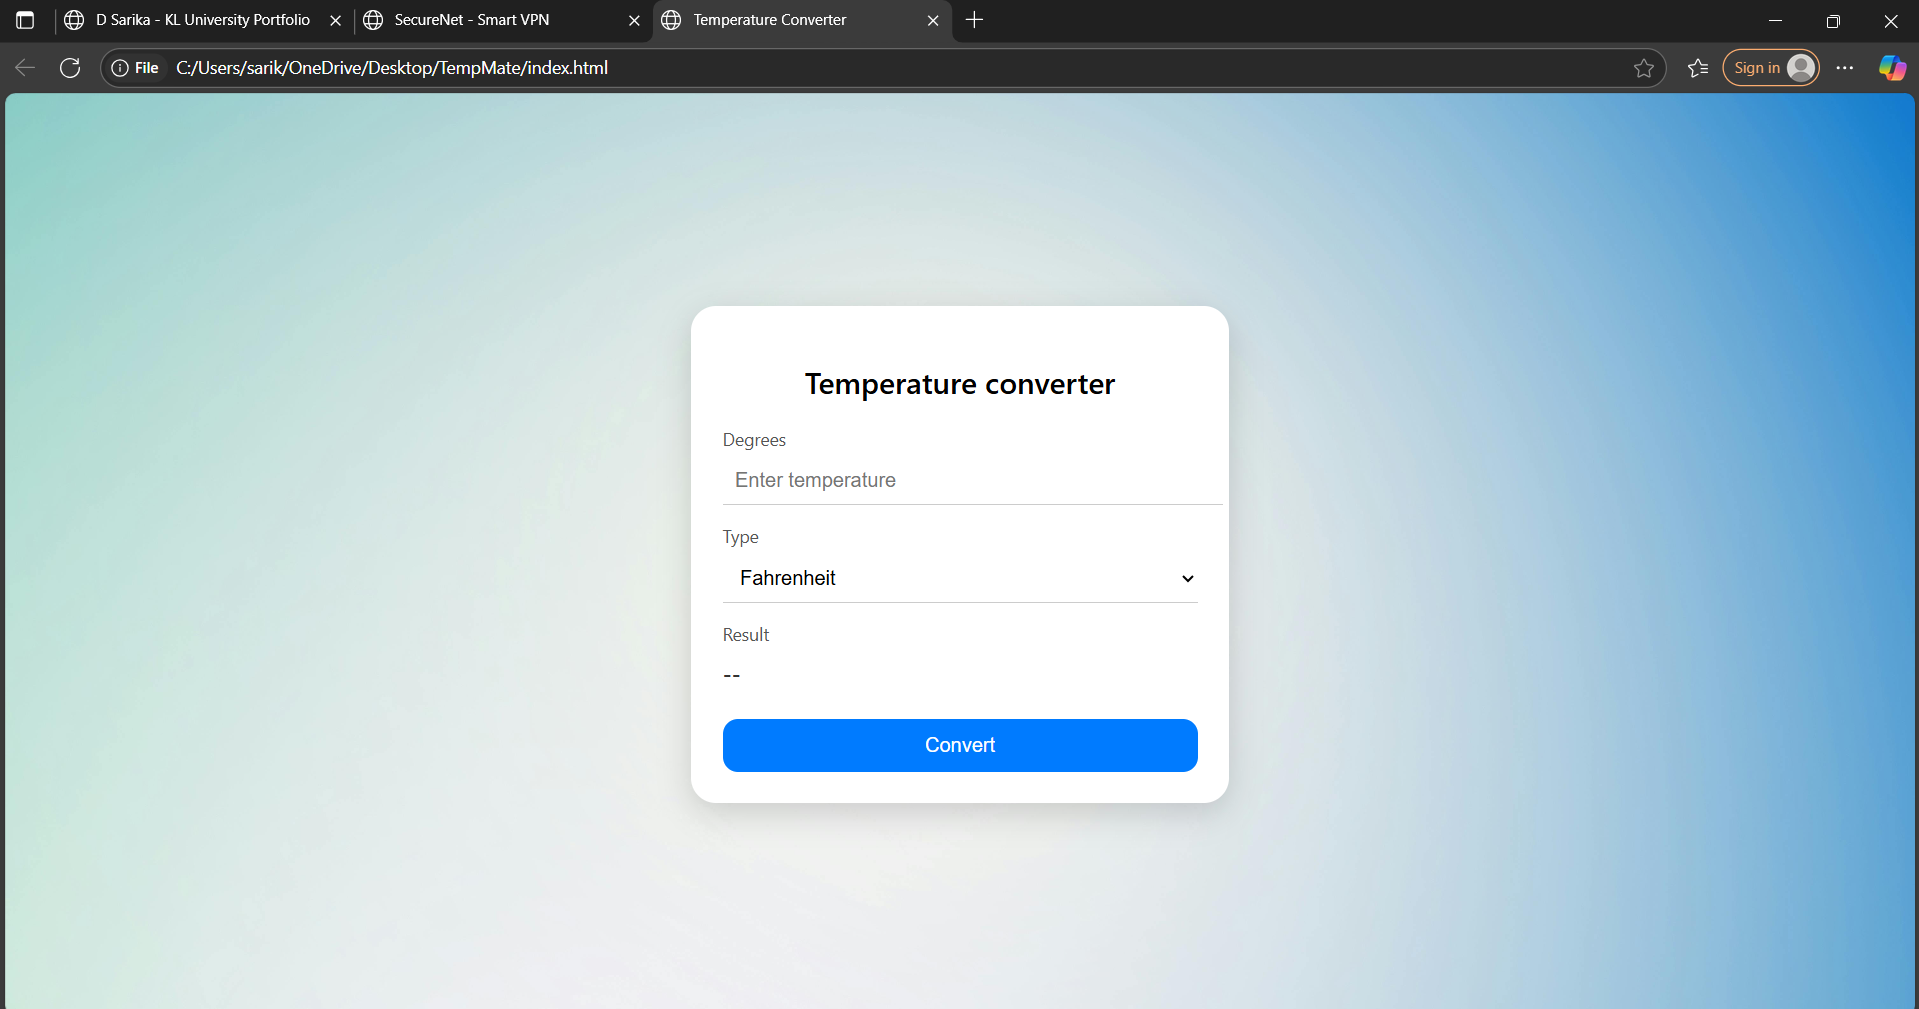 D Sarika - KL University Portfolio
SecureNet - Smart VPN
Temperature Converter
File C:/Users/sarik/OneDrive/Desktop/TempMate/index.html
Sign in
Temperature converter
Degrees
Enter temperature
Type
Fahrenheit
Result
--
Convert